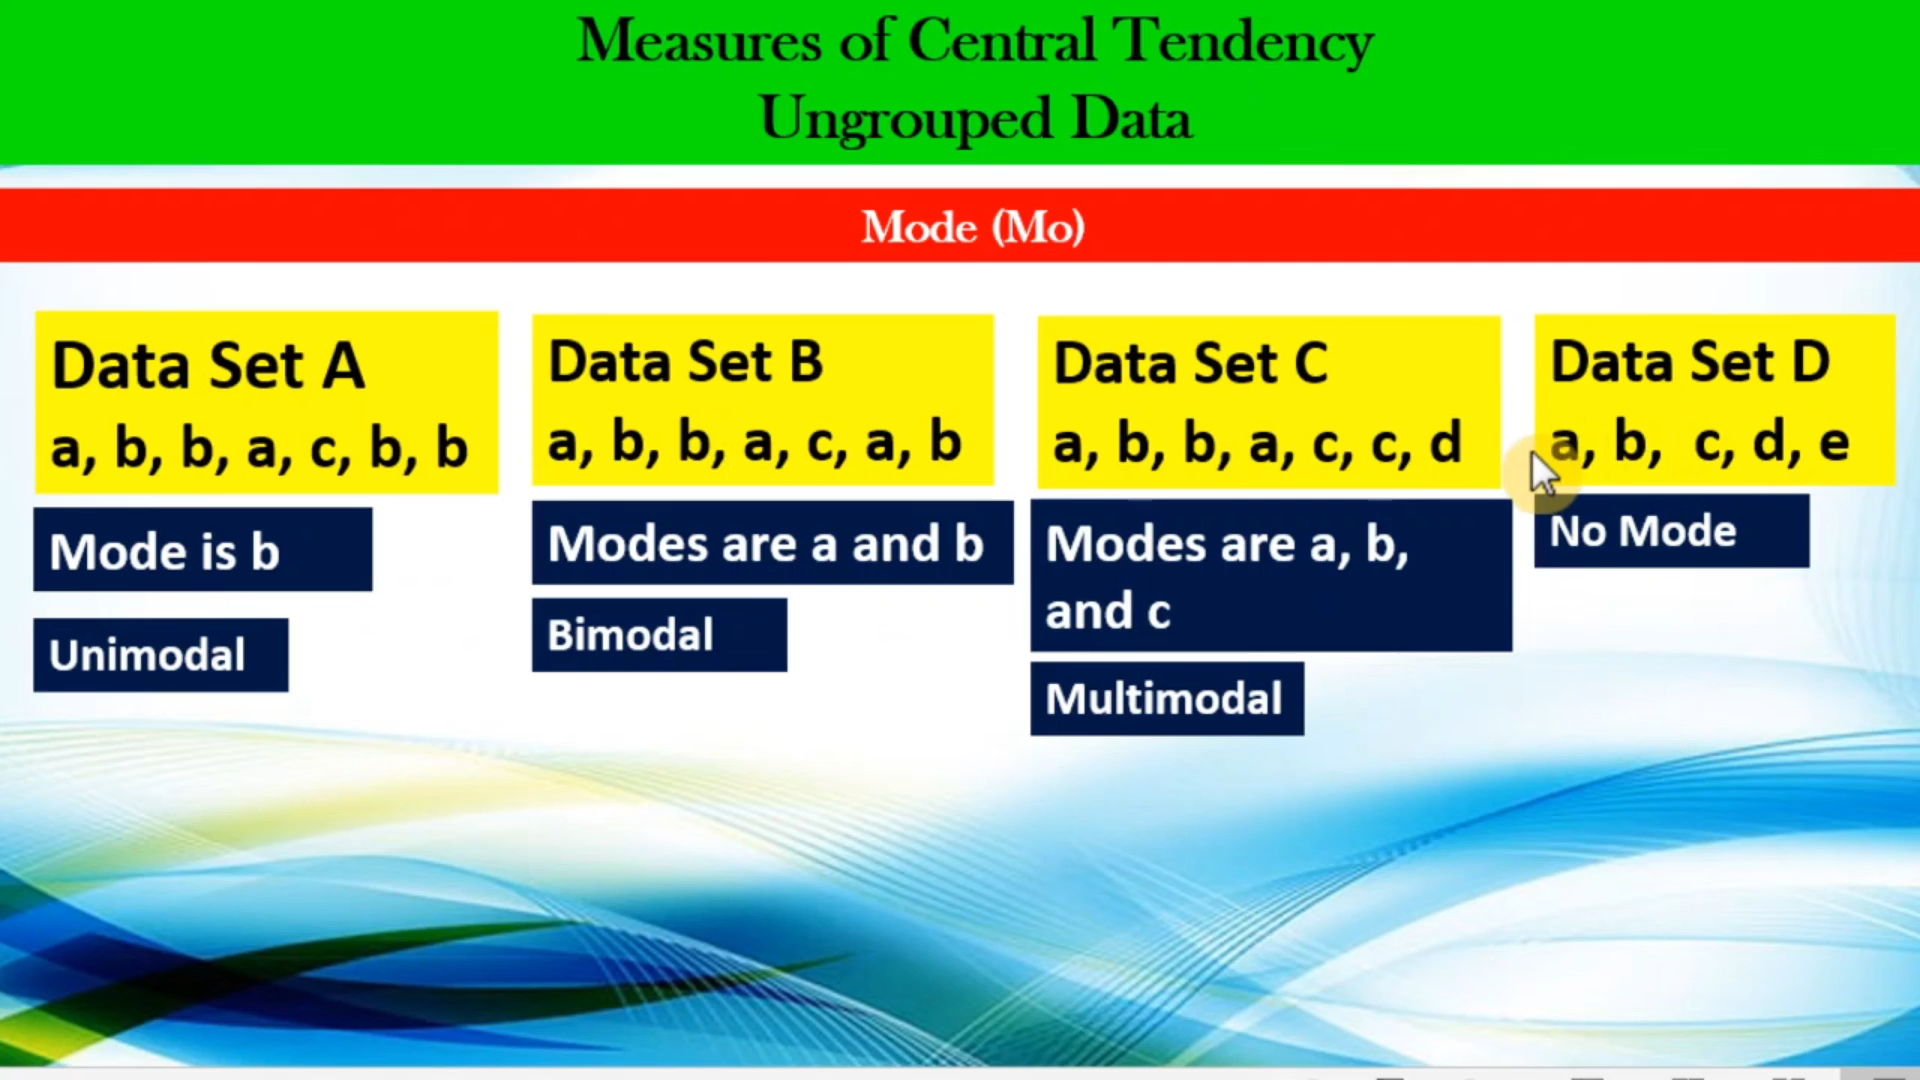 Measures of Central Tendency
Ungrouped Data
Mode (Mo)
Data Set A
a, b, b, a, c, b, b
Mode is b
Unimodal
Data Set B
a, b, b, a, c, a, b
Modes are a and b
Bimodal
Data Set C
a, b, b, a, c, c, d
Modes are a, b,
and c
Multimodal
Data Set D
a, b, c, d, e
No Mode